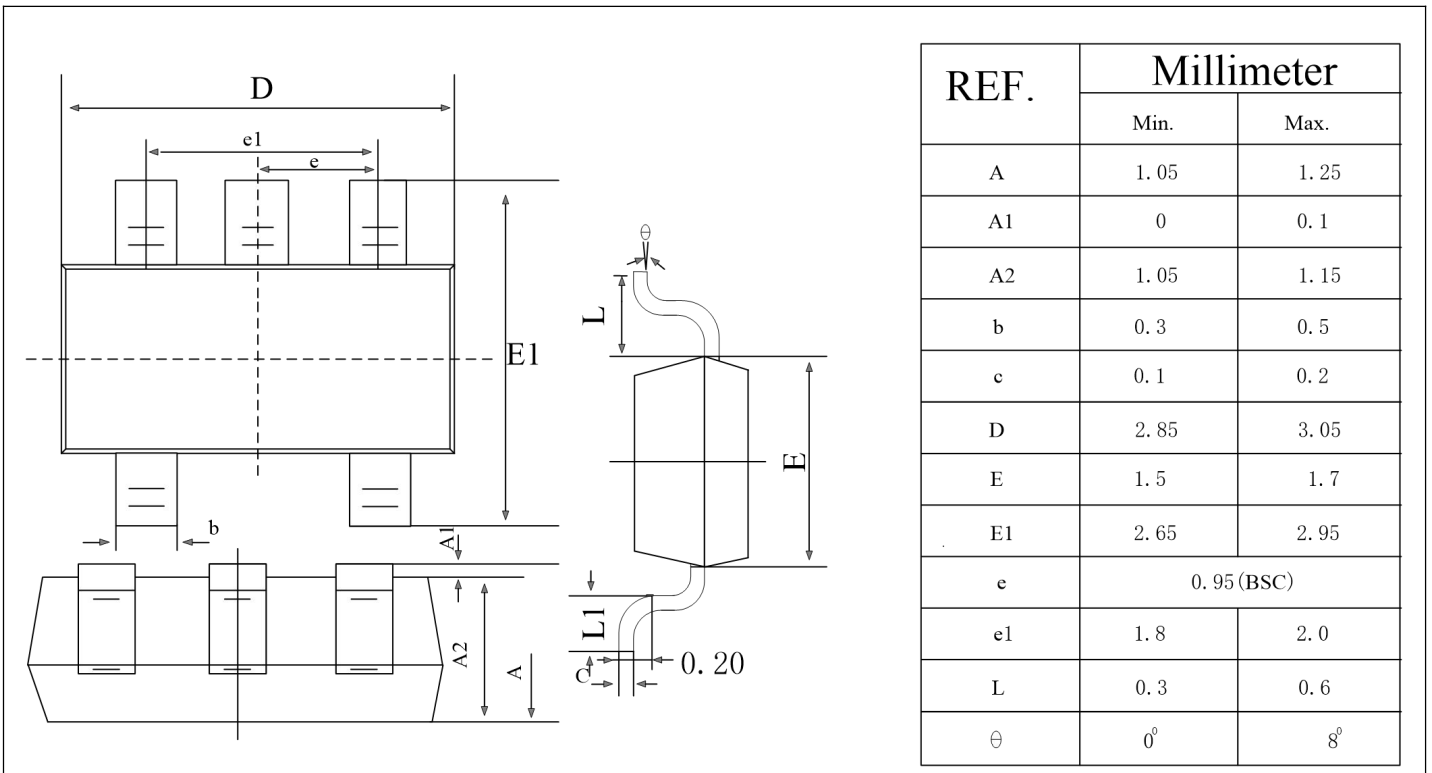 D
e1
e
E1
b
A1
A2
A
θ
L
E
L1
C
0.20
REF. Millimeter
Min. Max.
A 1.05 1.25
A1 0 0.1
A2 1.05 1.15
b 0.3 0.5
c 0.1 0.2
D 2.85 3.05
E 1.5 1.7
E1 2.65 2.95
e 0.95(BSC)
e1 1.8 2.0
L 0.3 0.6
θ 0⁰ 8⁰